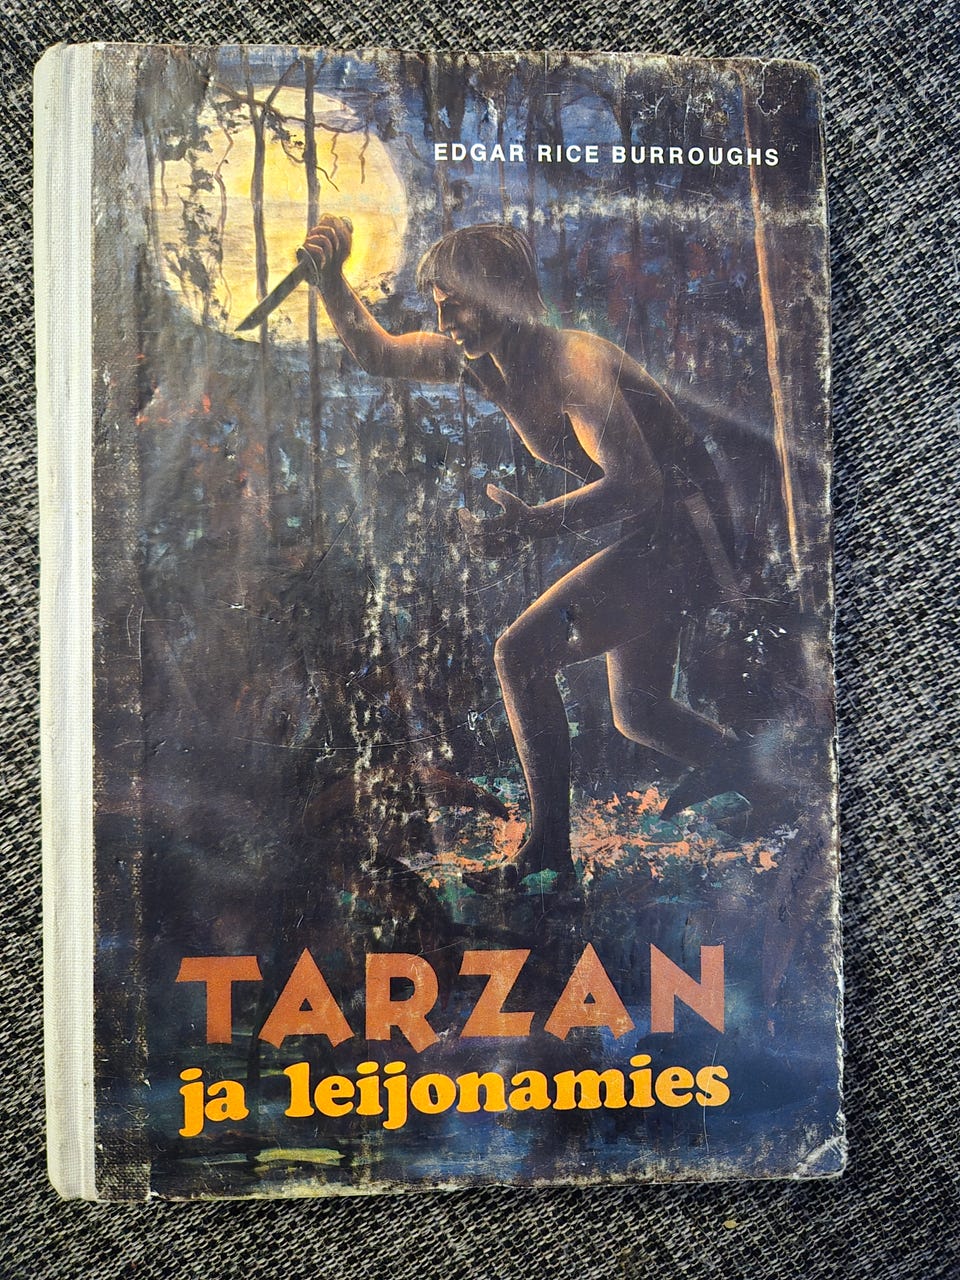 EDGAR RICE BURROUGHS
TARZAN
ja leijonamies